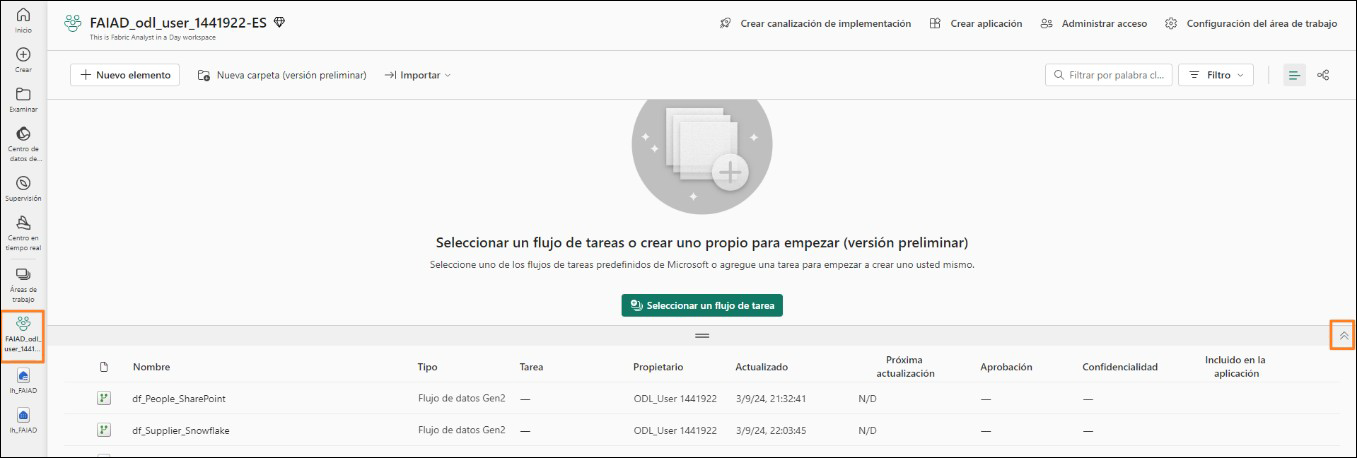 Inicio
Crear
Examinar
Centro de
datos de...
Supervisión
Centro en
tiempo real
Áreas de
trabajo
FAIAD_odl_
user_1441...
lh_FAIAD
lh_FAIAD
FAIAD_odl_user_1441922-ES
This is Fabric Analyst in a Day workspace
Crear canalización de implementación
Crear aplicación
Administrar acceso
Configuración del área de trabajo
Nuevo elemento
Nueva carpeta (versión preliminar)
Importar
Filtrar por palabra cl...
Filtro
Seleccionar un flujo de tareas o crear uno propio para empezar (versión preliminar)
Seleccione uno de los flujos de tareas predefinidos de Microsoft o agregue una tarea para empezar a crear uno usted mismo.
Seleccionar un flujo de tarea
Nombre Tipo Tarea Propietario Actualizado Próxima actualización Aprobación Confidencialidad Incluido en la aplicación
df_People_SharePoint Flujo de datos Gen2 — ODL_User 1441922 3/9/24, 21:32:41 N/D — —
df_Supplier_Snowflake Flujo de datos Gen2 — ODL_User 1441922 3/9/24, 22:03:45 N/D — —